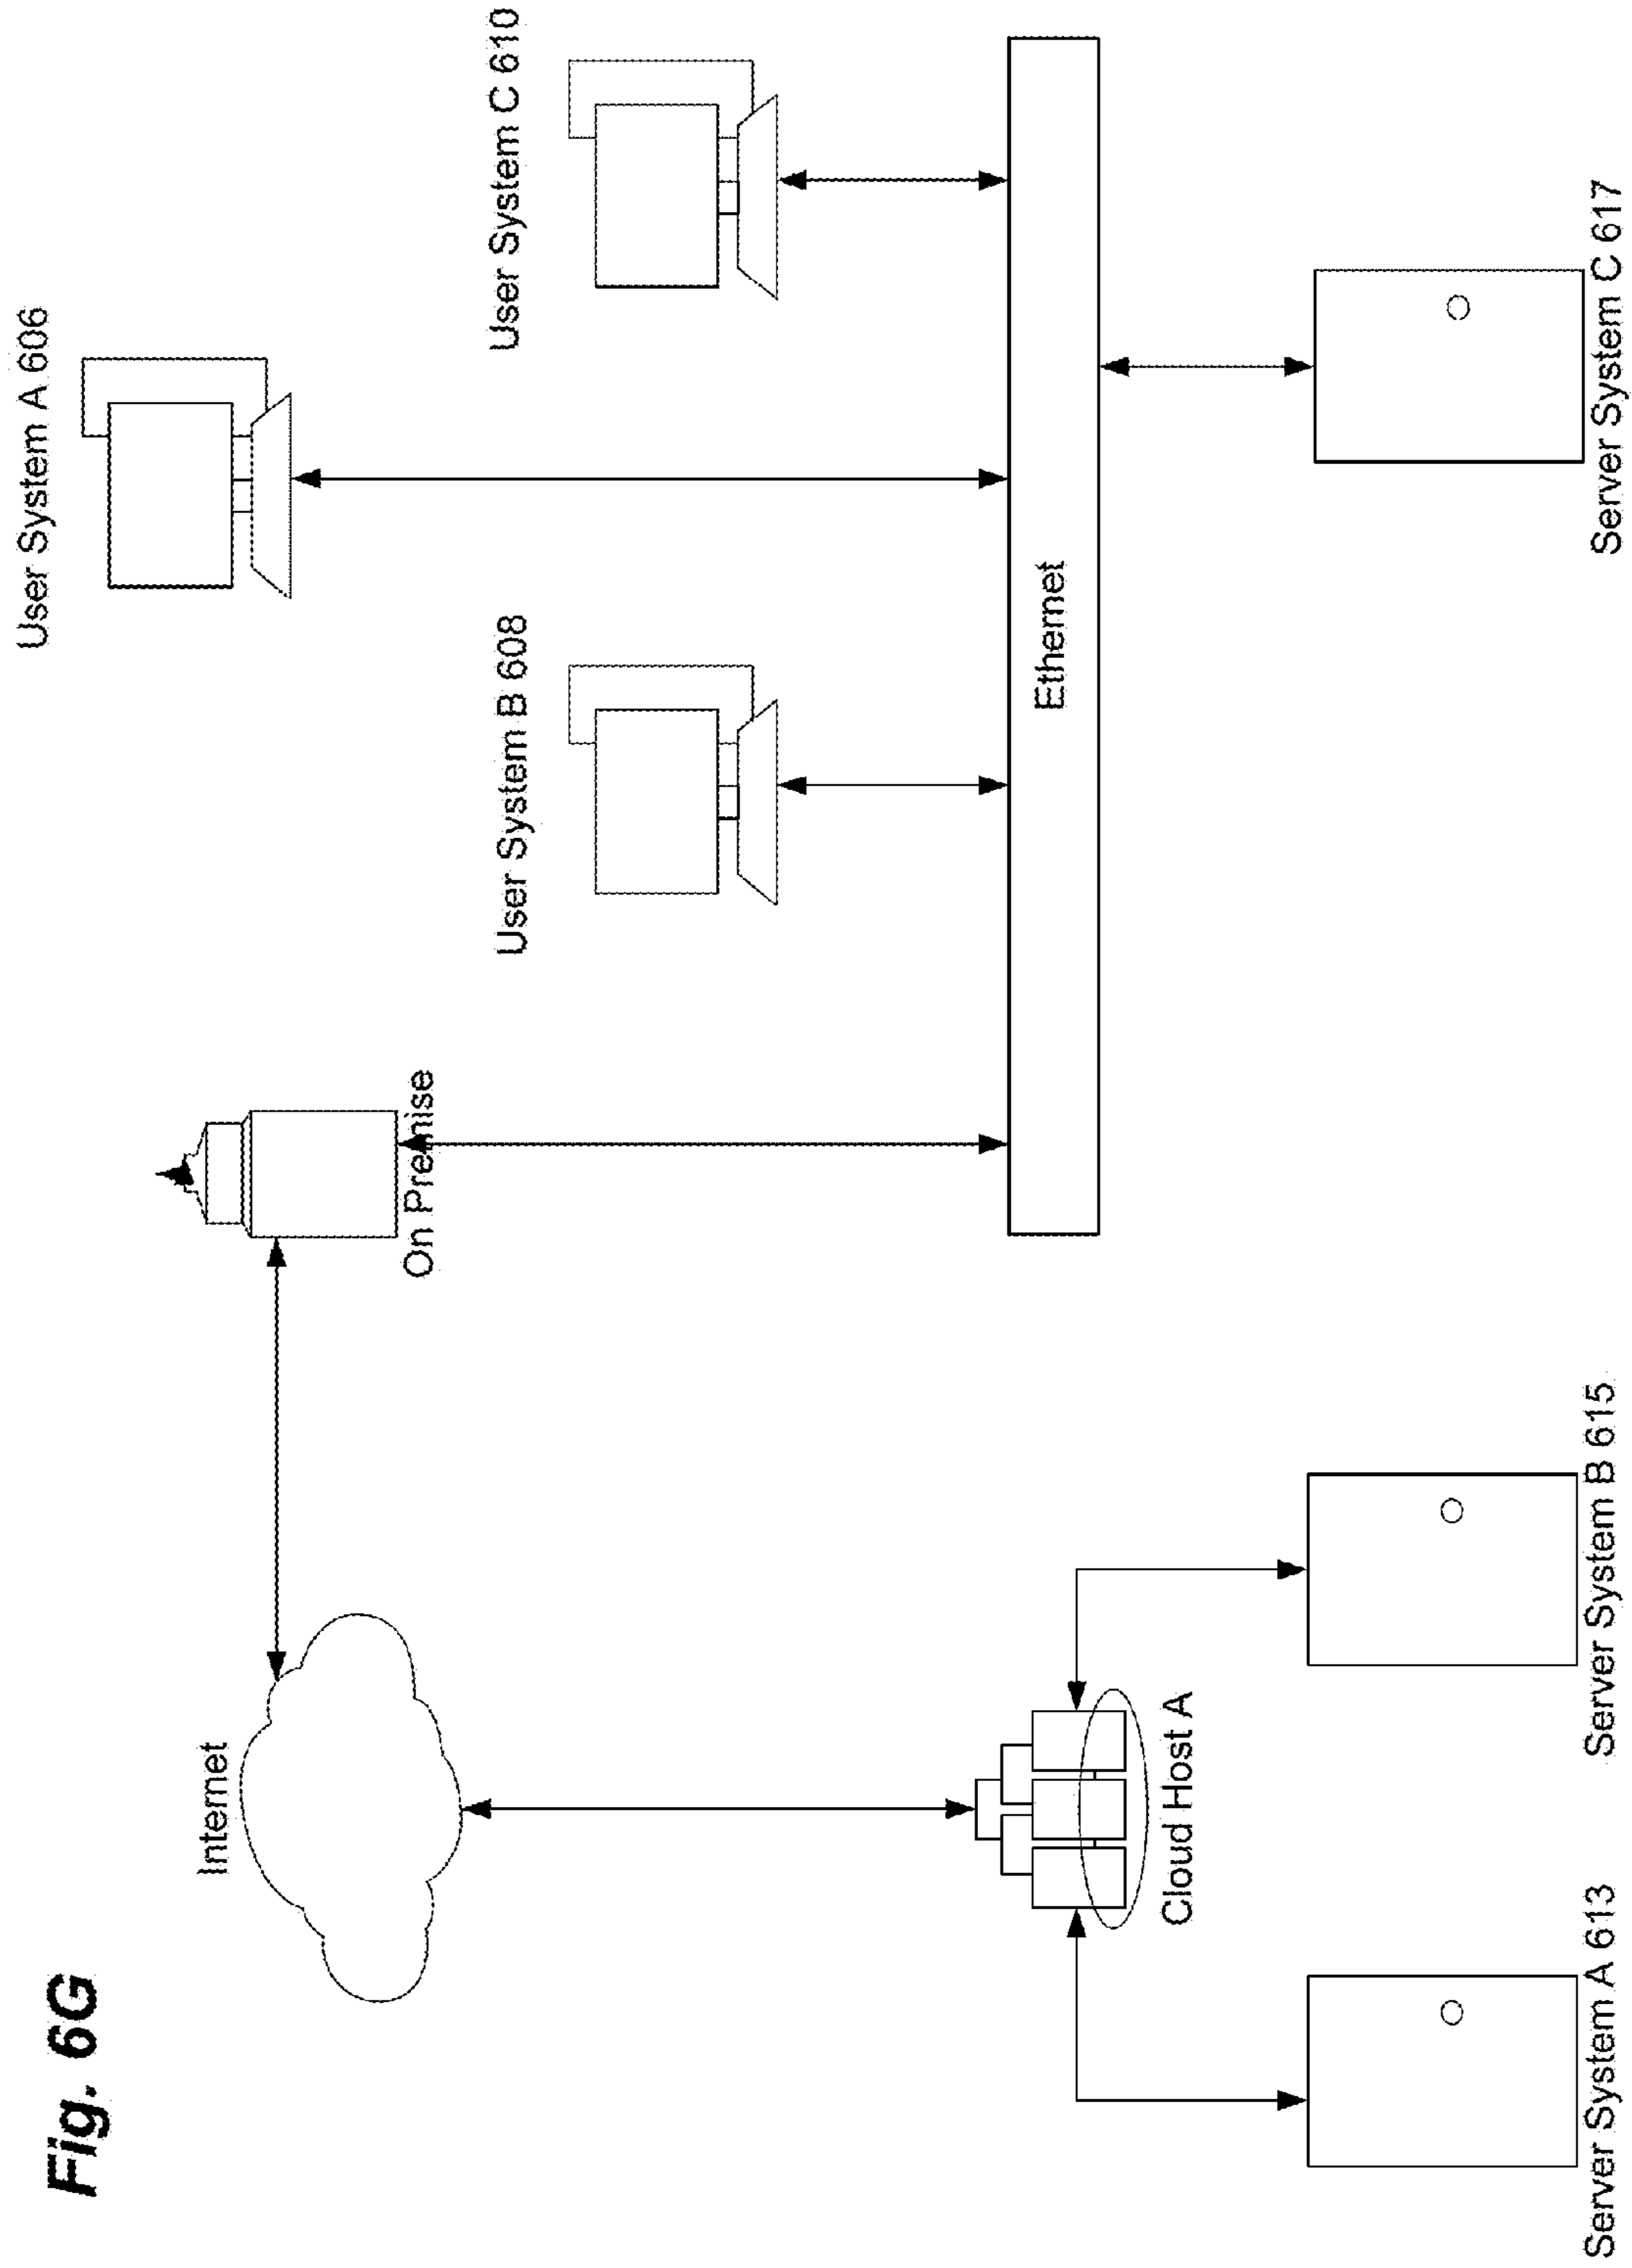 Fig. 6G
User System A 606
Internet
On Premise
User System B 608
User System C 610
Ethernet
Cloud Host A
Server System A 613
Server System B 615
Server System C 617